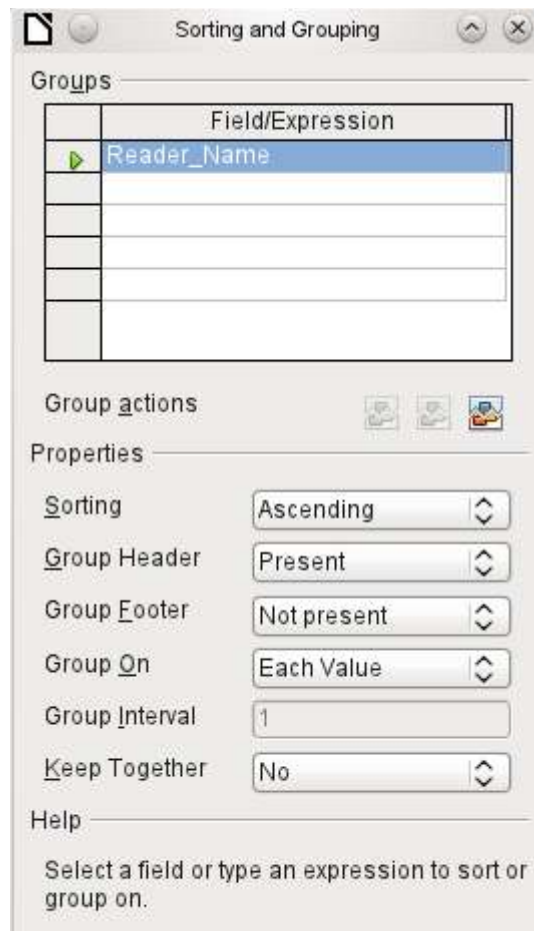 Sorting and Grouping
Groups
Field/Expression
Reader_Name
Group actions
Properties
Sorting Ascending
Group Header Present
Group Footer Not present
Group On Each Value
Group Interval 1
Keep Together No
Help
Select a field or type an expression to sort or
group on.